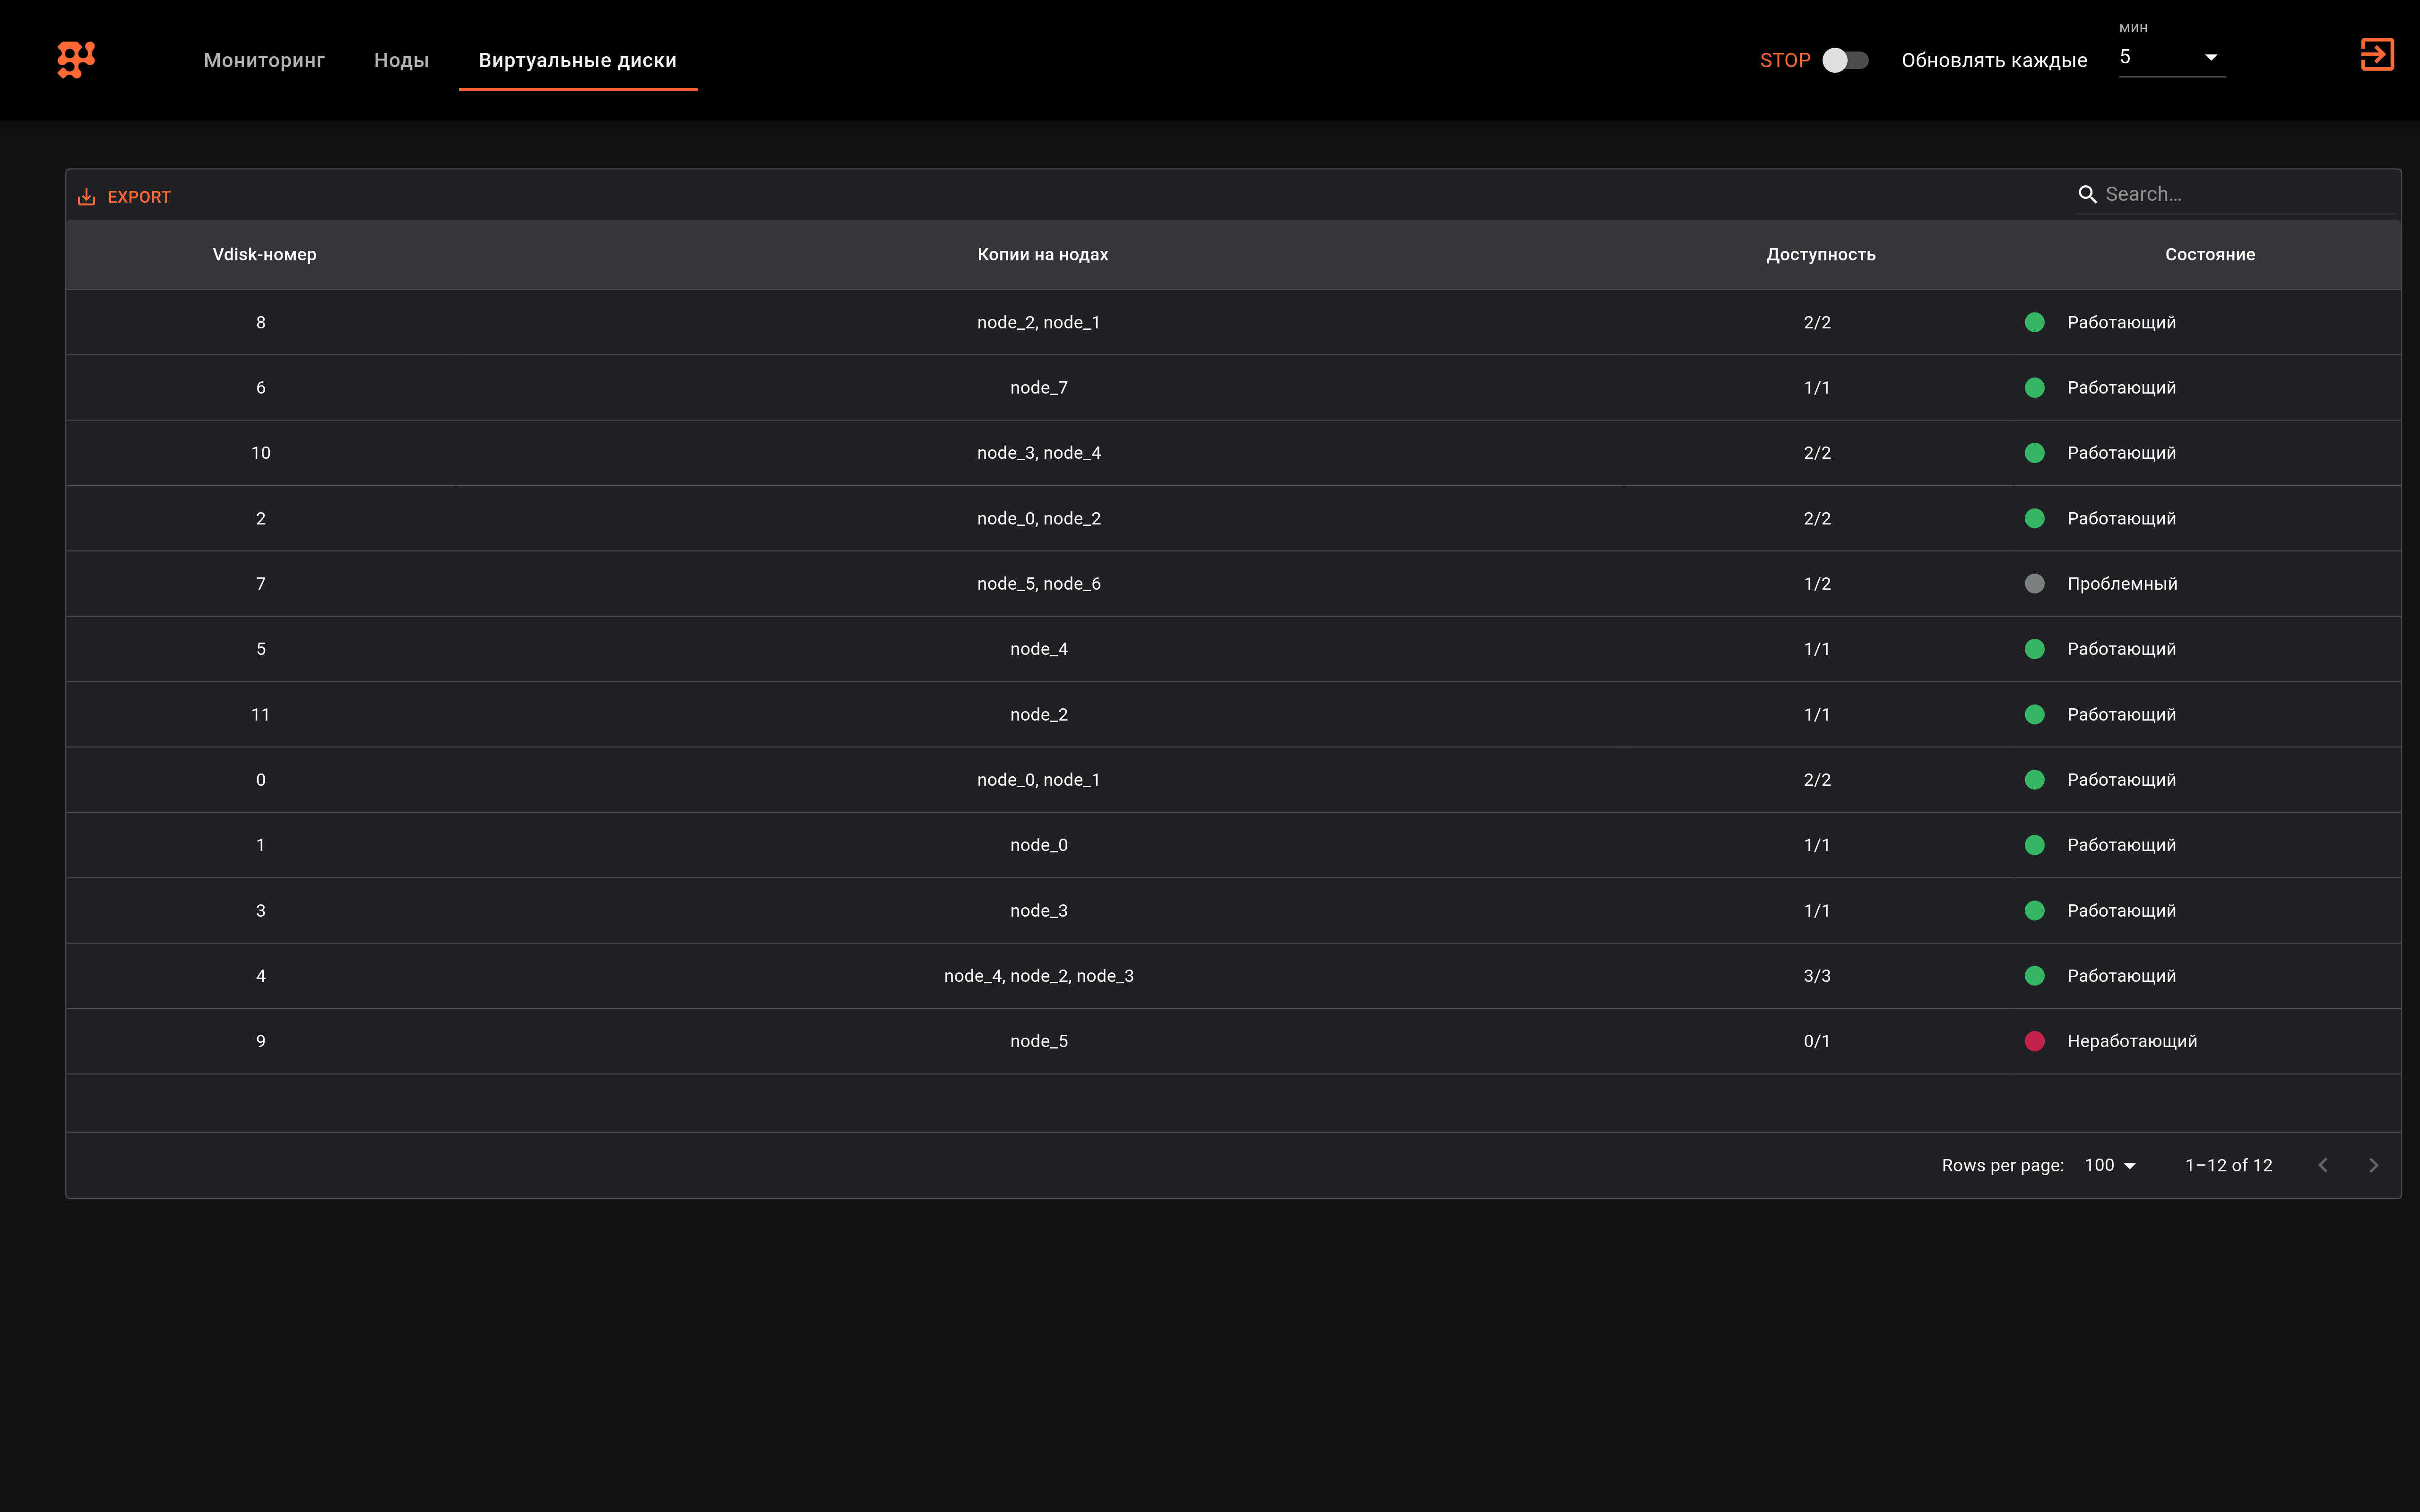 Мониторинг Ноды Виртуальные диски STOP Обновлять каждые мин 5
EXPORT Search...
Vdisk-номер Копии на нодах Доступность Состояние
8 node_2, node_1 2/2 Работающий
6 node_7 1/1 Работающий
10 node_3, node_4 2/2 Работающий
2 node_0, node_2 2/2 Работающий
7 node_5, node_6 1/2 Проблемный
5 node_4 1/1 Работающий
11 node_2 1/1 Работающий
0 node_0, node_1 2/2 Работающий
1 node_0 1/1 Работающий
3 node_3 1/1 Работающий
4 node_4, node_2, node_3 3/3 Работающий
9 node_5 0/1 Неработающий
Rows per page: 100 1–12 of 12